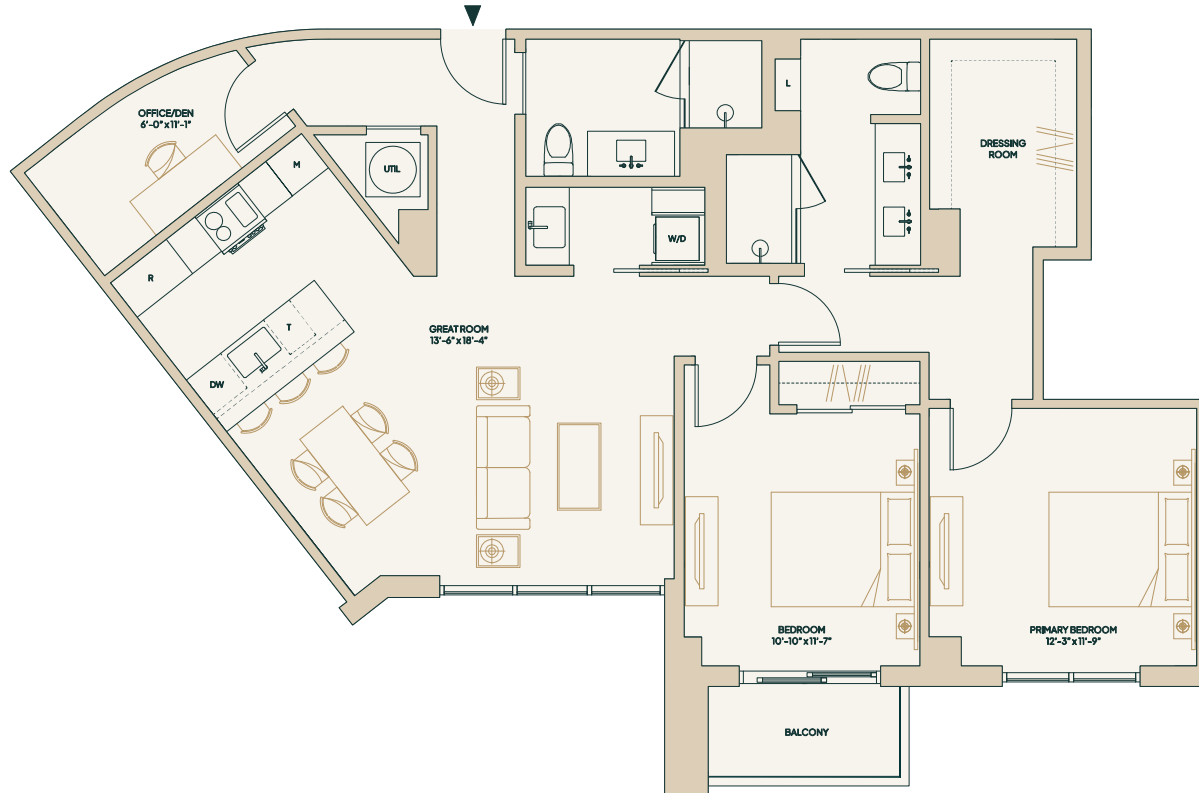 OFFICE/DEN
6'-0" x 11'-1"
M
UTIL
L
DRESSING
ROOM
R
W/D
T
GREAT ROOM
13'-6" x 18'-4"
DW
BEDROOM
10'-10" x 11'-7"
PRIMARY BEDROOM
12'-3" x 11'-9"
BALCONY